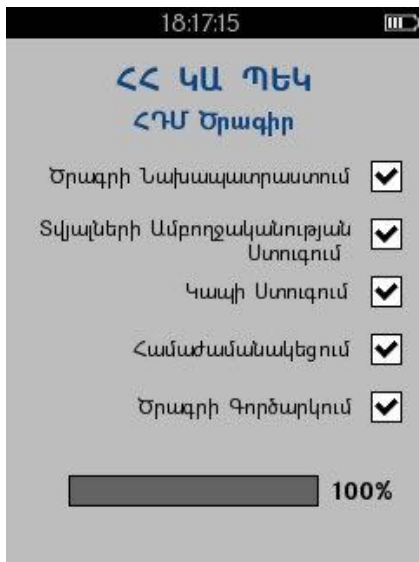 18:17:15
ՀՀ ԿԱ ՊԵԿ
ՀԴՄ Ծրագիր
Ծրագրի Նախապատրաստում
Տվյալների Ամբողջականության
Ստուգում
Կապի Ստուգում
Համաժամանակեցում
Ծրագրի Գործարկում
100%